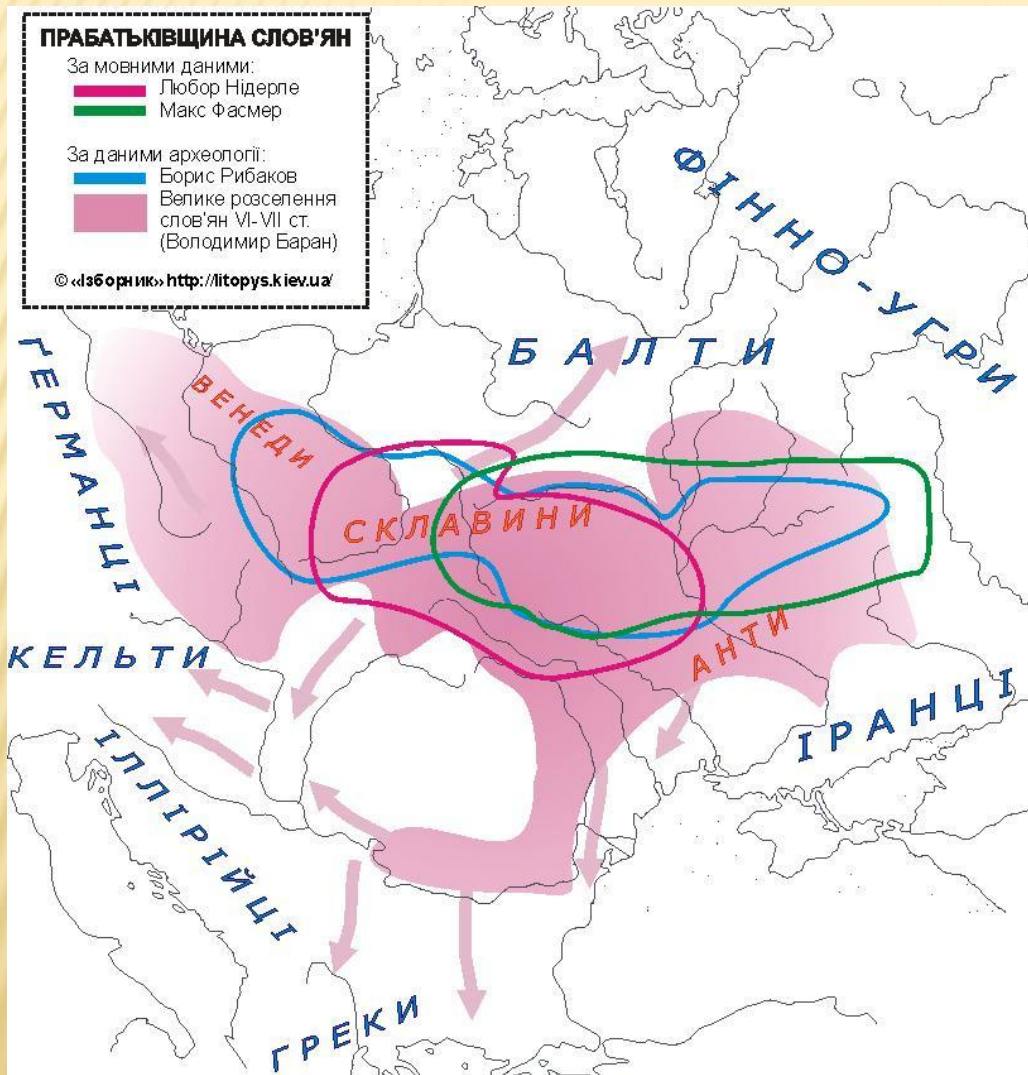 ПРАБАТЬКІВЩИНА СЛОВ'ЯН
За мовними даними:
Любор Нідерле
Макс Фасмер
За даними археології:
Борис Рибаков
Велике розселення
слов'ян VI-VII ст.
(Володимир Баран)
© «Ізборник» http://litopys.kiev.ua/
ФІННО-УГРИ
БАЛТИ
ҐЕРМАНЦІ
ВЕНЕДИ
СКЛАВИНИ
АНТИ
КЕЛЬТИ
ІРАНЦІ
ІЛЛІРІЙЦІ
ҐРЕКИ